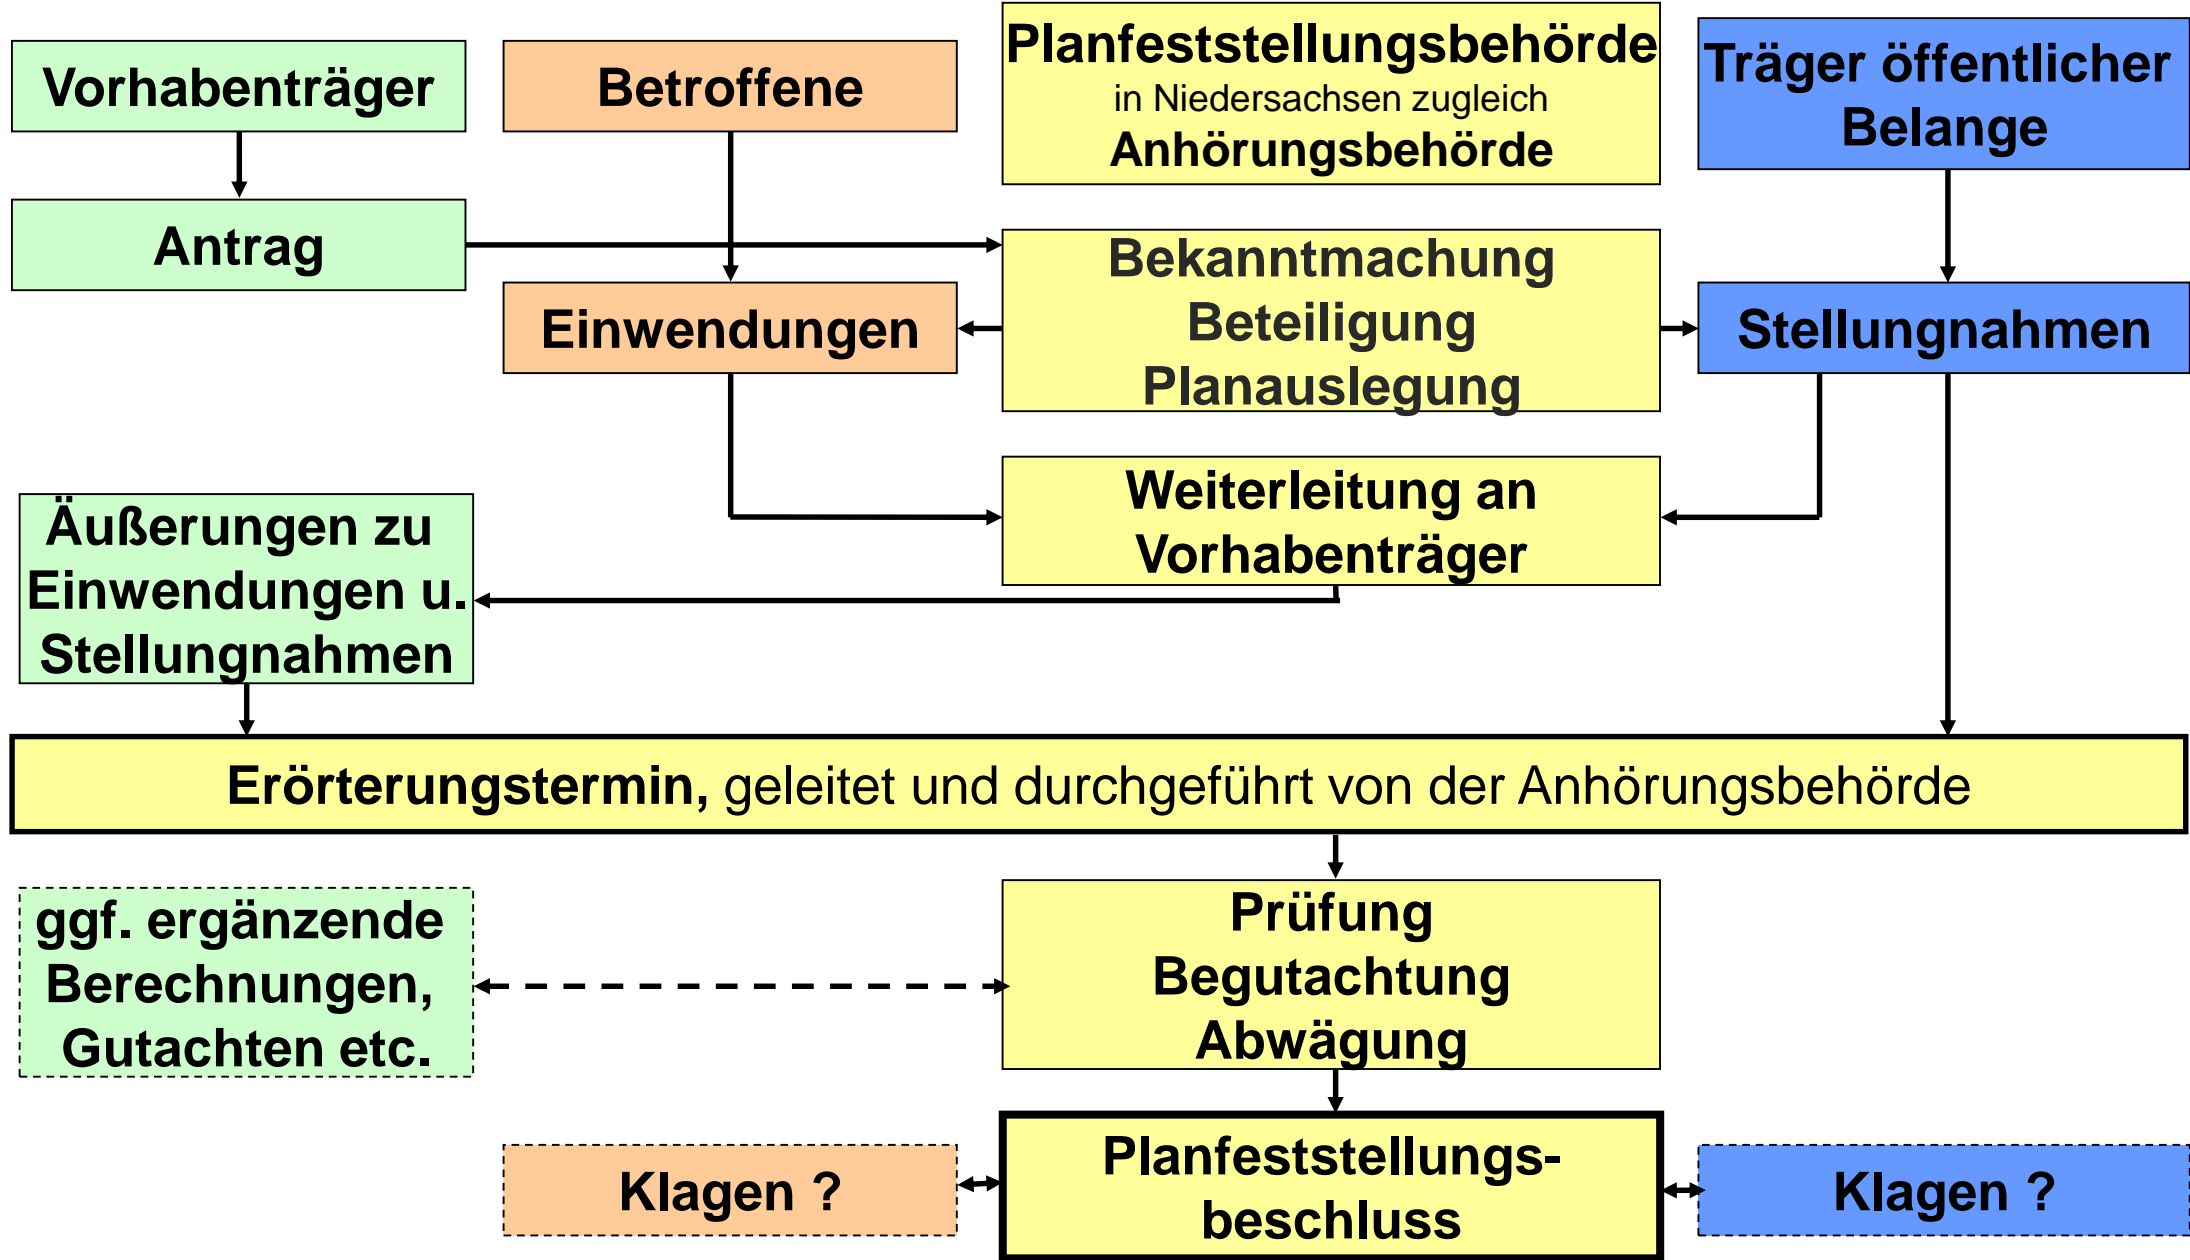 Vorhabenträger
Betroffene
Planfeststellungsbehörde
in Niedersachsen zugleich
Anhörungsbehörde
Träger öffentlicher
Belange
Antrag
Einwendungen
Bekanntmachung
Beteiligung
Planauslegung
Stellungnahmen
Weiterleitung an
Vorhabenträger
Äußerungen zu
Einwendungen u.
Stellungnahmen
Erörterungstermin, geleitet und durchgeführt von der Anhörungsbehörde
ggf. ergänzende
Berechnungen,
Gutachten etc.
Prüfung
Begutachtung
Abwägung
Klagen ?
Planfeststellungs-
beschluss
Klagen ?